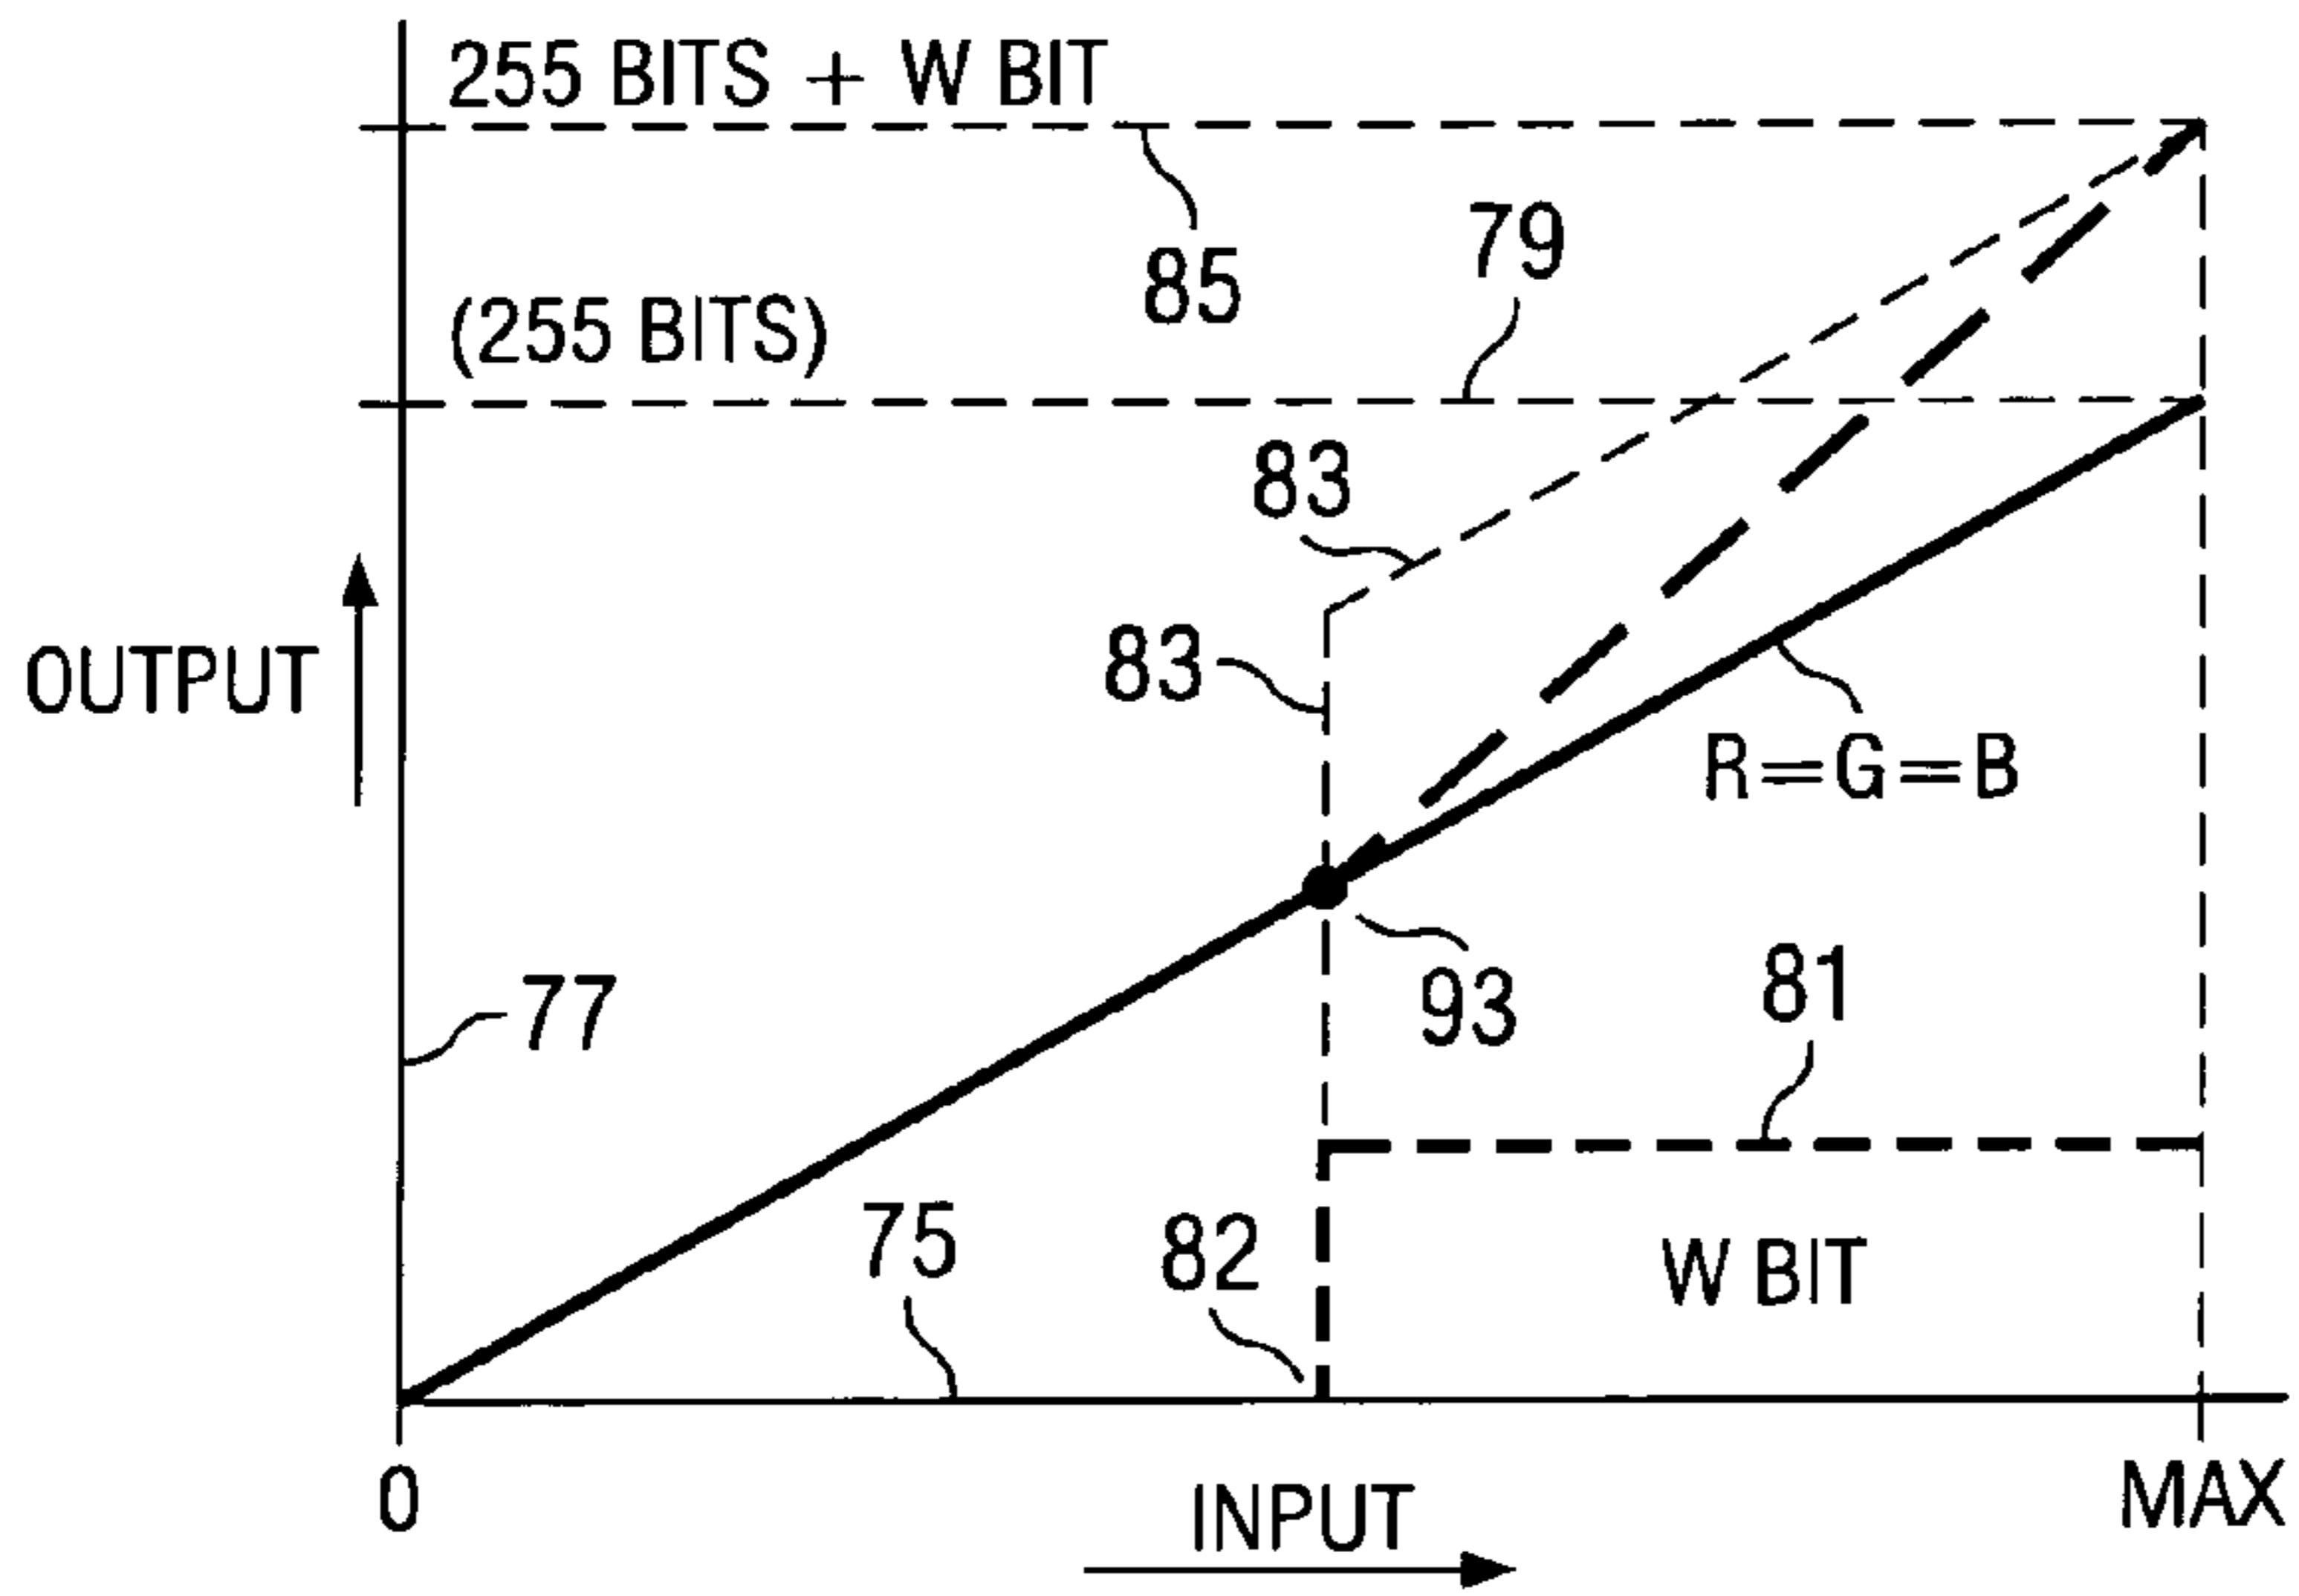 255 BITS + W BIT
85
79
(255 BITS)
83
83
OUTPUT
R=G=B
77
93
81
75
82
W BIT
0
INPUT
MAX